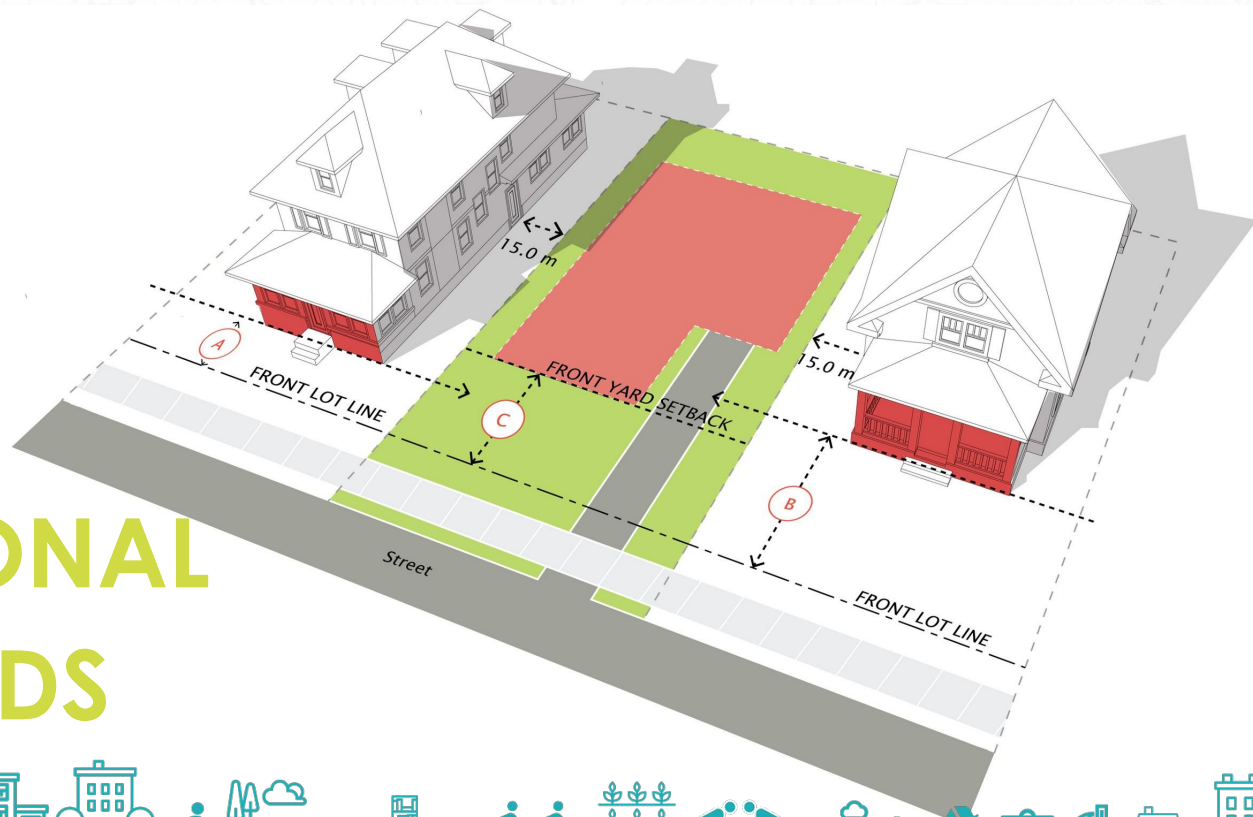 15.0 m
15.0 m
A
FRONT LOT LINE
FRONT YARD SETBACK
C
B
Street
FRONT LOT LINE
ONAL
DS